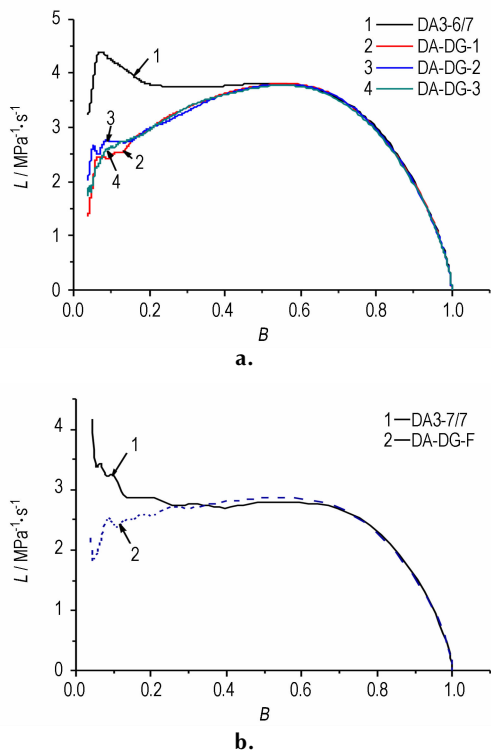 5
4
3
2
1
0
L / MPa⁻¹·s⁻¹
1 DA3-6/7
2 DA-DG-1
3 DA-DG-2
4 DA-DG-3
1
3
2
4
0.0 0.2 0.4 0.6 0.8 1.0
B
a.
4
3
2
1
0
L / MPa⁻¹·s⁻¹
1 DA3-7/7
2 DA-DG-F
1
2
0.0 0.2 0.4 0.6 0.8 1.0
B
b.